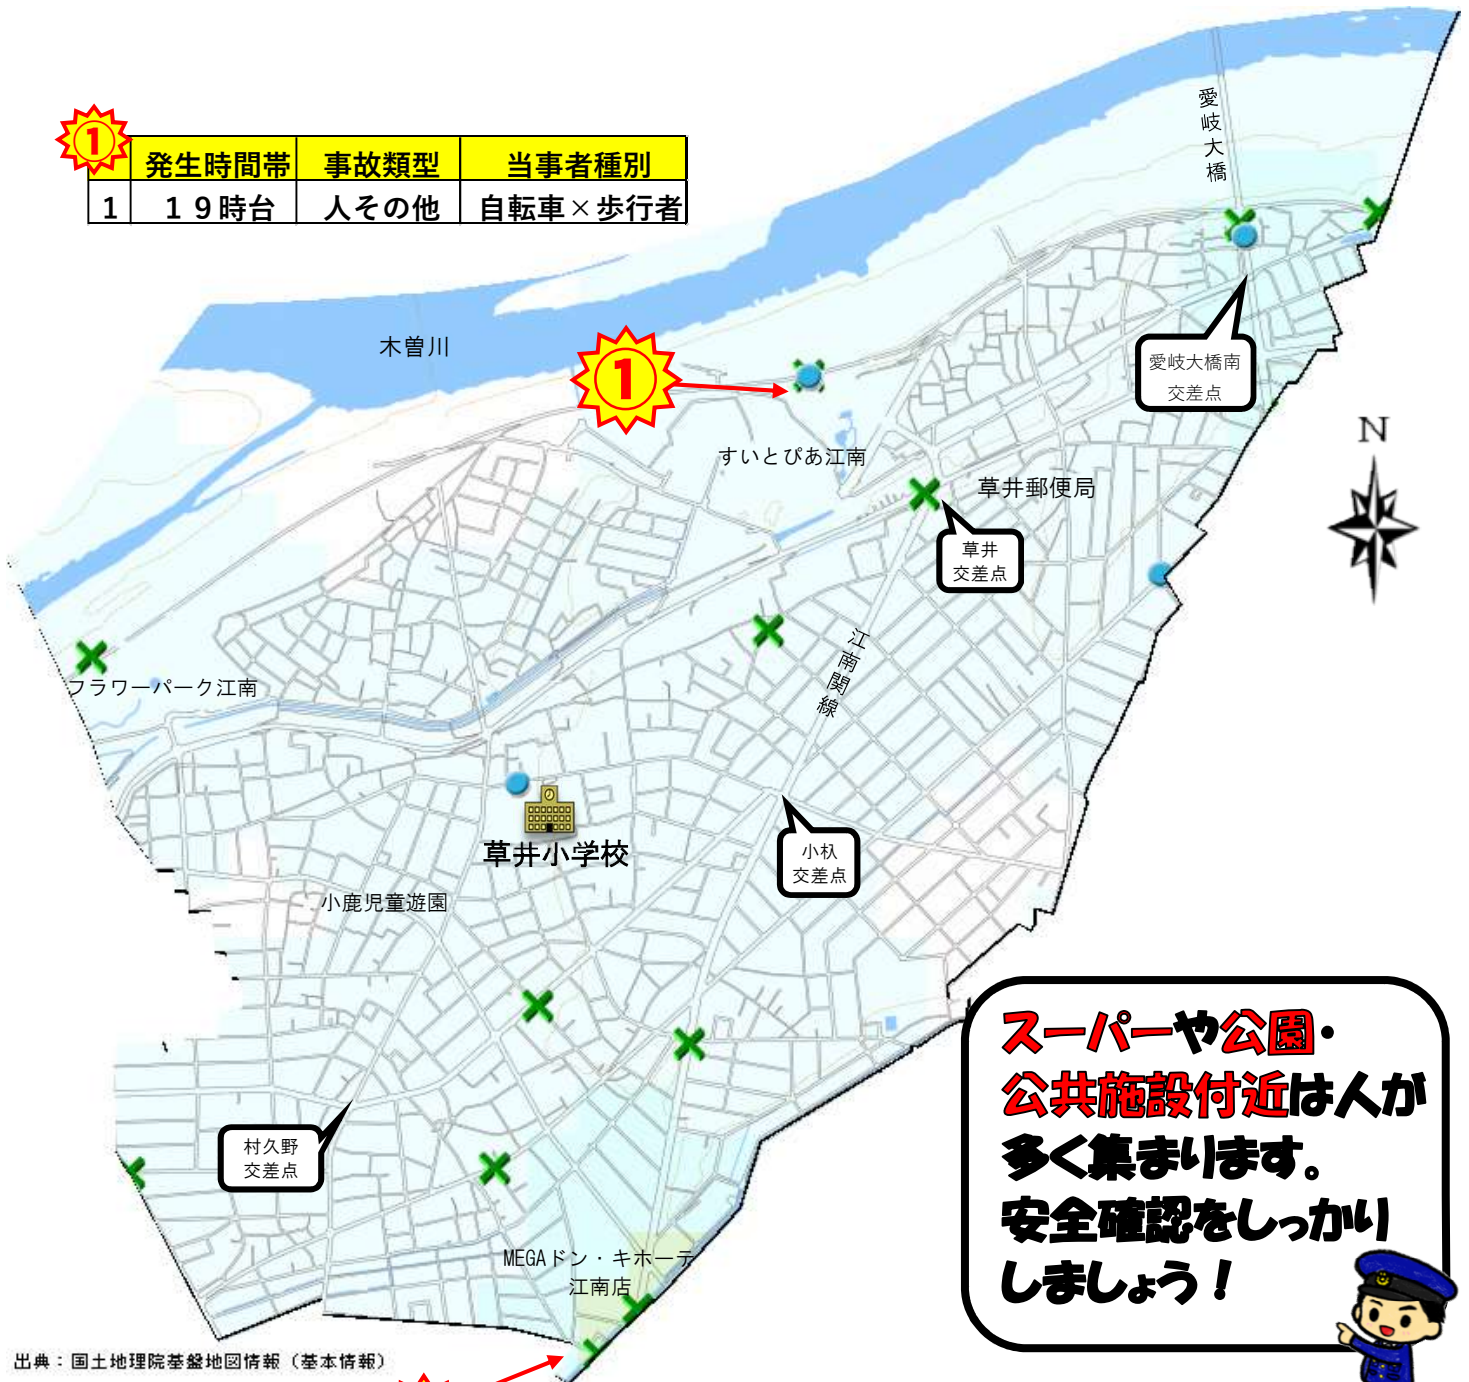 ①
発生時間帯 事故類型 当事者種別
1 19時台 人その他 自転車×歩行者
愛岐大橋
木曽川
①
愛岐大橋南
交差点
N
すいとぴあ江南
草井郵便局
草井
交差点
江南関線
フラワーパーク江南
草井小学校
小杁
交差点
小鹿児童遊園
村久野
交差点
MEGAドン・キホーテ
江南店
スーパーや公園・
公共施設付近は人が
多く集まります。
安全確認をしっかり
しましょう！
出典：国土地理院基盤地図情報（基本情報）